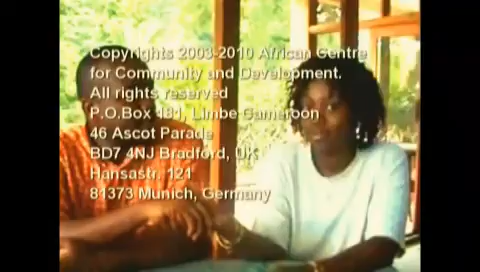 Copyrights 2003-2010 African Centre
for Community and Development.
All rights reserved
P.O.Box 181, Limbe Cameroon
46 Ascot Parade
BD7 4NJ Bradford, UK
Hansastr. 121
81373 Munich, Germany